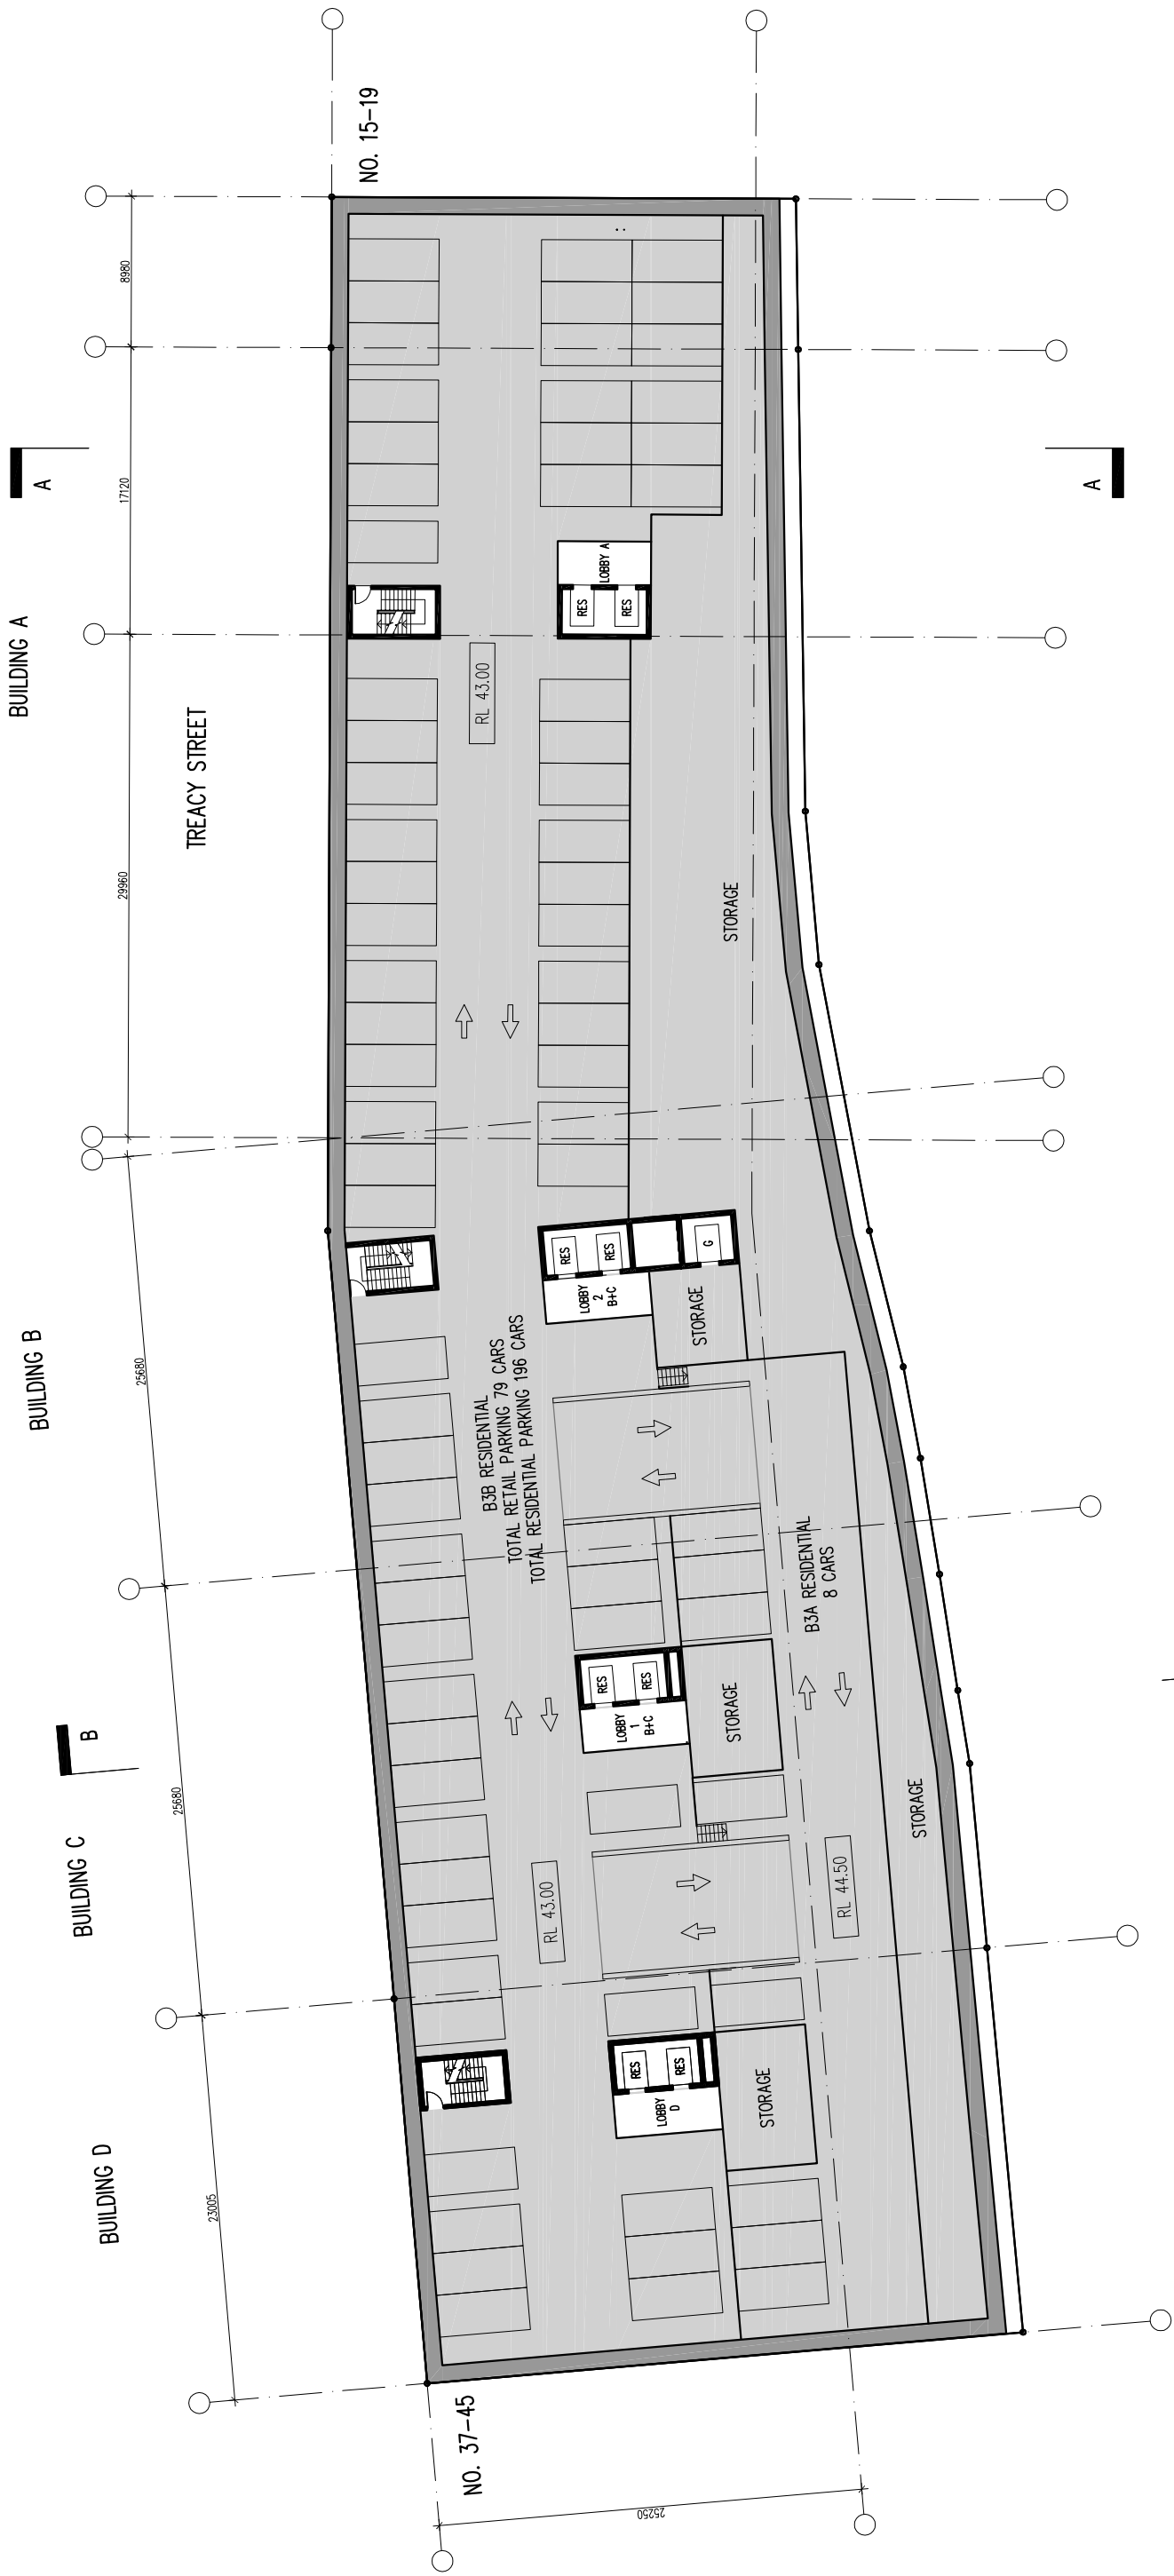 NO. 15-19
8980
A
17120
A
BUILDING A
LOBBY A
RES
RES
RL 43.00
TREACY STREET
29960
STORAGE
RES
RES
G
LOBBY
2
B+C
STORAGE
BUILDING B
25680
B3B RESIDENTIAL
TOTAL RETAIL PARKING 79 CARS
TOTAL RESIDENTIAL PARKING 196 CARS
B3A RESIDENTIAL
8 CARS
RES
RES
LOBBY
1
B+C
STORAGE
B
25680
STORAGE
BUILDING C
RL 43.00
RL 44.50
RES
RES
LOBBY
D
STORAGE
BUILDING D
23005
NO. 37-45
25250